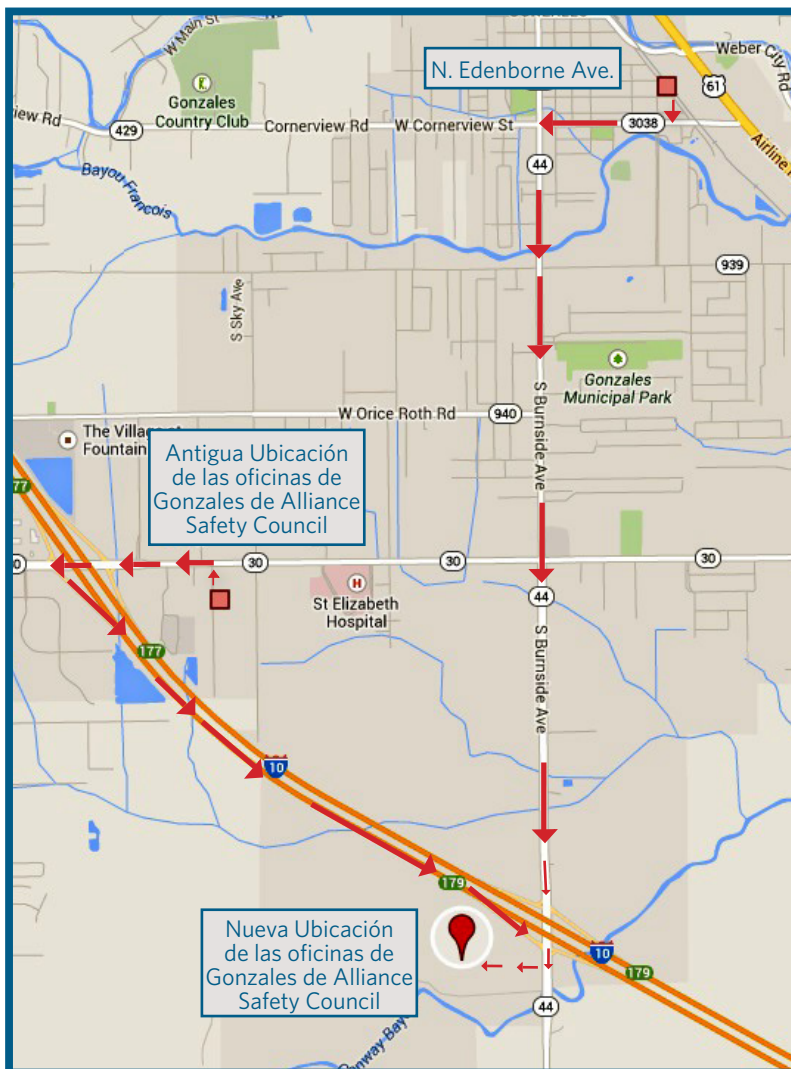 W Main St
Weber City Rd
N. Edenborne Ave.
61
Gonzales
Country Club
iew Rd
429
Cornerview Rd
W Cornerview St
3038
Airline
44
Bayou Francois
939
S Sky Ave
Gonzales
Municipal Park
S Burnside Ave
W Orice Roth Rd
940
The Village at
Fountain
Antigua Ubicación
de las oficinas de
Gonzales de Alliance
Safety Council
77
0
30
30
30
H
St Elizabeth
Hospital
44
177
S Burnside Ave
10
179
Nueva Ubicación
de las oficinas de
Gonzales de Alliance
Safety Council
10
179
44
onway Bay